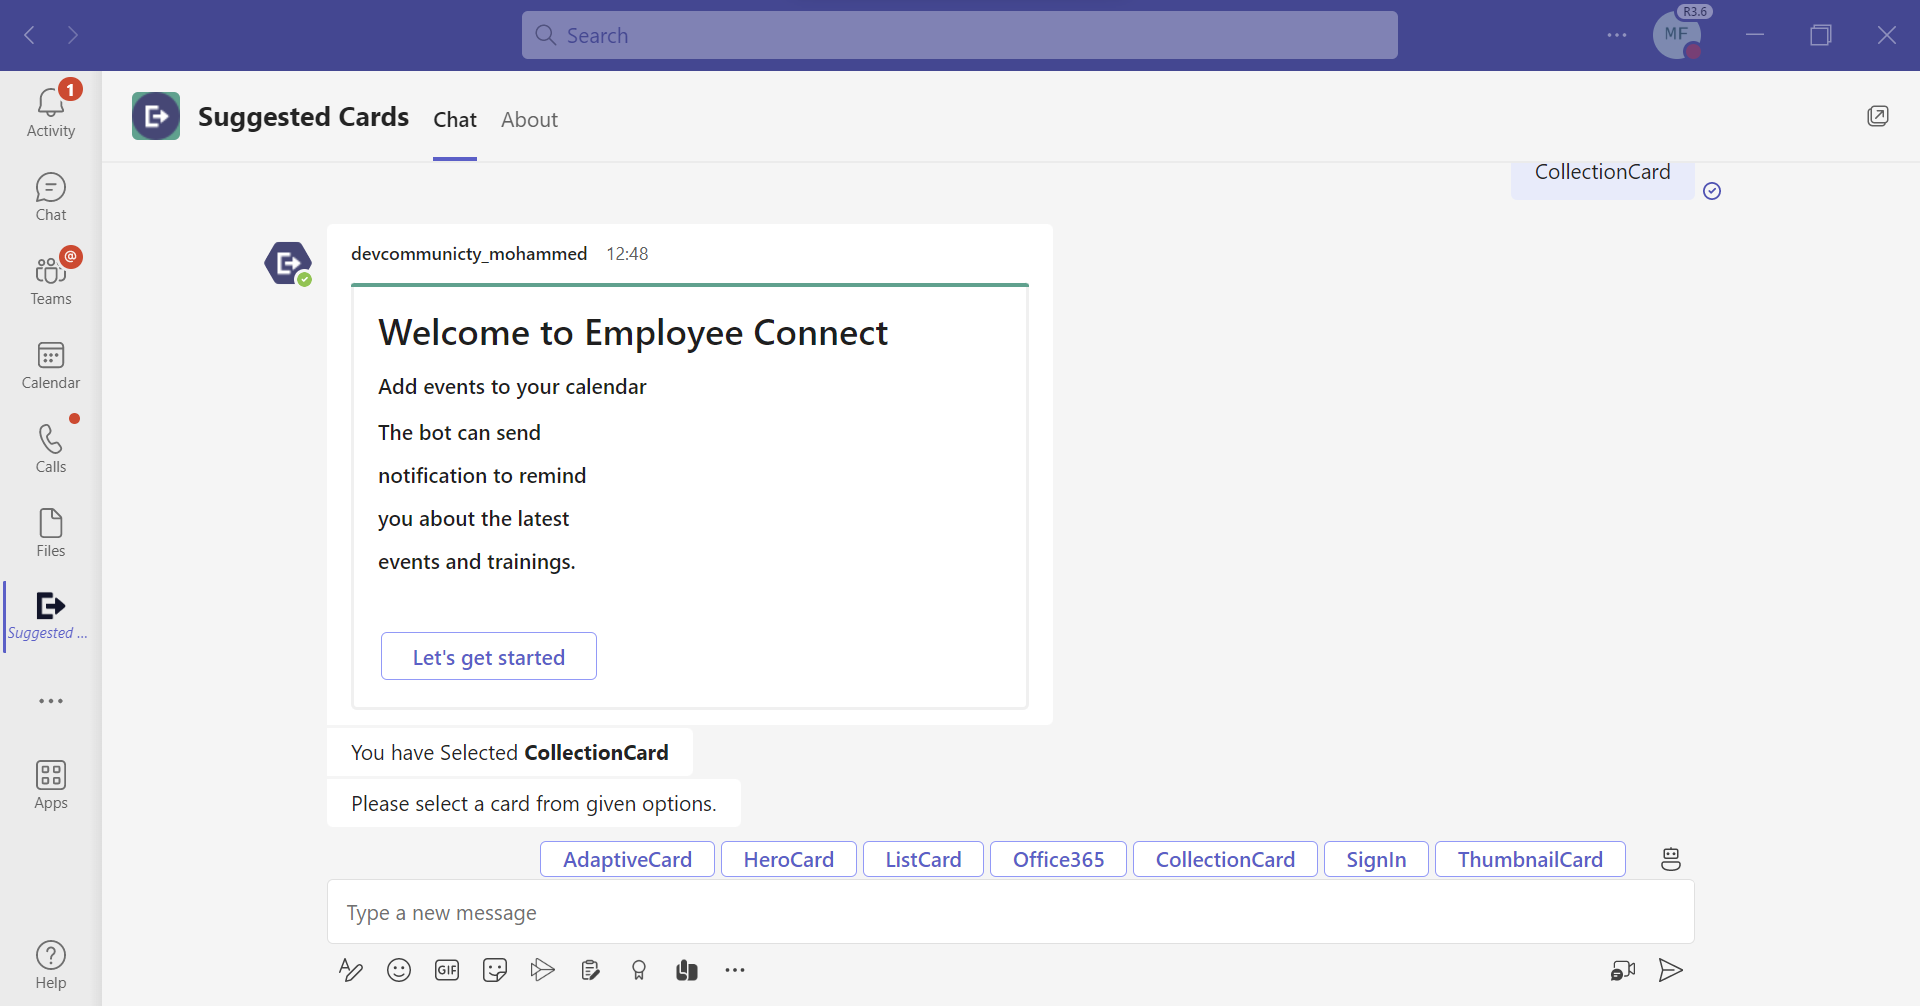 Search
R3.6
MF
1
Activity
Chat
@
Teams
Calendar
Calls
Files
Suggested ...
Apps
Help
Suggested Cards
Chat
About
CollectionCard
devcommunicty_mohammed 12:48
Welcome to Employee Connect
Add events to your calendar
The bot can send
notification to remind
you about the latest
events and trainings.
Let's get started
You have Selected CollectionCard
Please select a card from given options.
AdaptiveCard
HeroCard
ListCard
Office365
CollectionCard
SignIn
ThumbnailCard
Type a new message
GIF